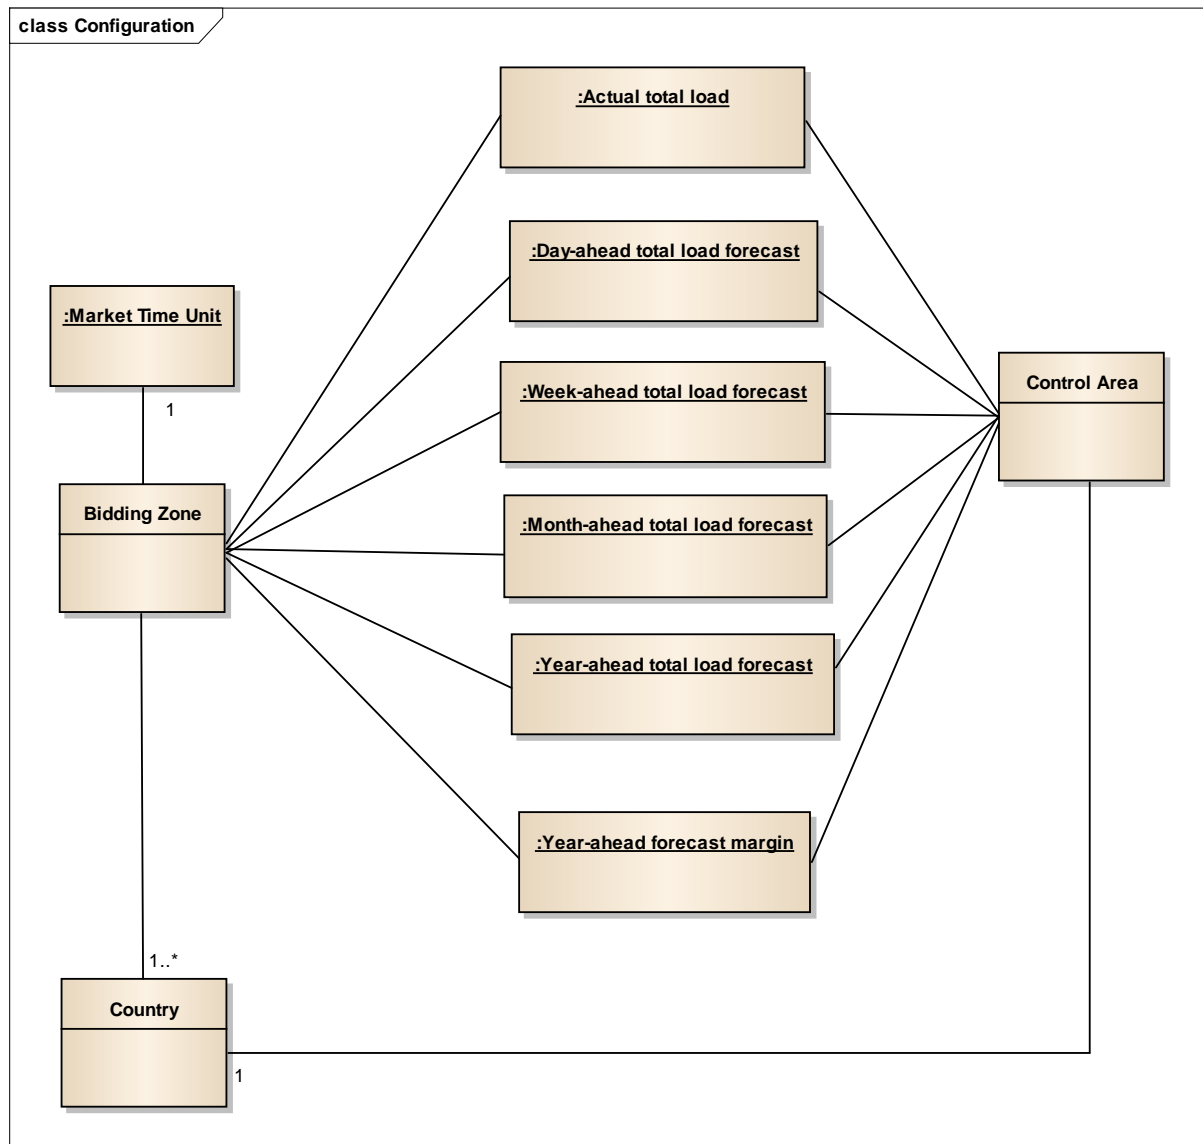 class Configuration
:Actual total load
:Day-ahead total load forecast
:Market Time Unit
1
:Week-ahead total load forecast
Control Area
Bidding Zone
:Month-ahead total load forecast
:Year-ahead total load forecast
:Year-ahead forecast margin
1..*
Country
1